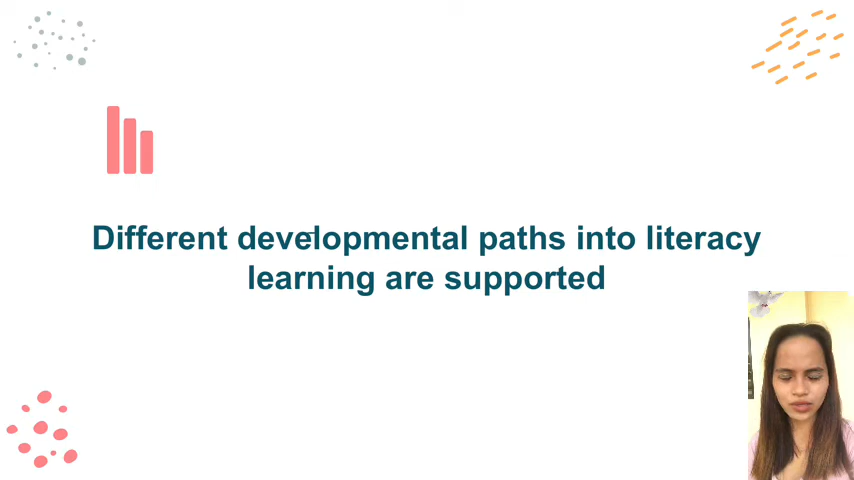 Different developmental paths into literacy
learning are supported